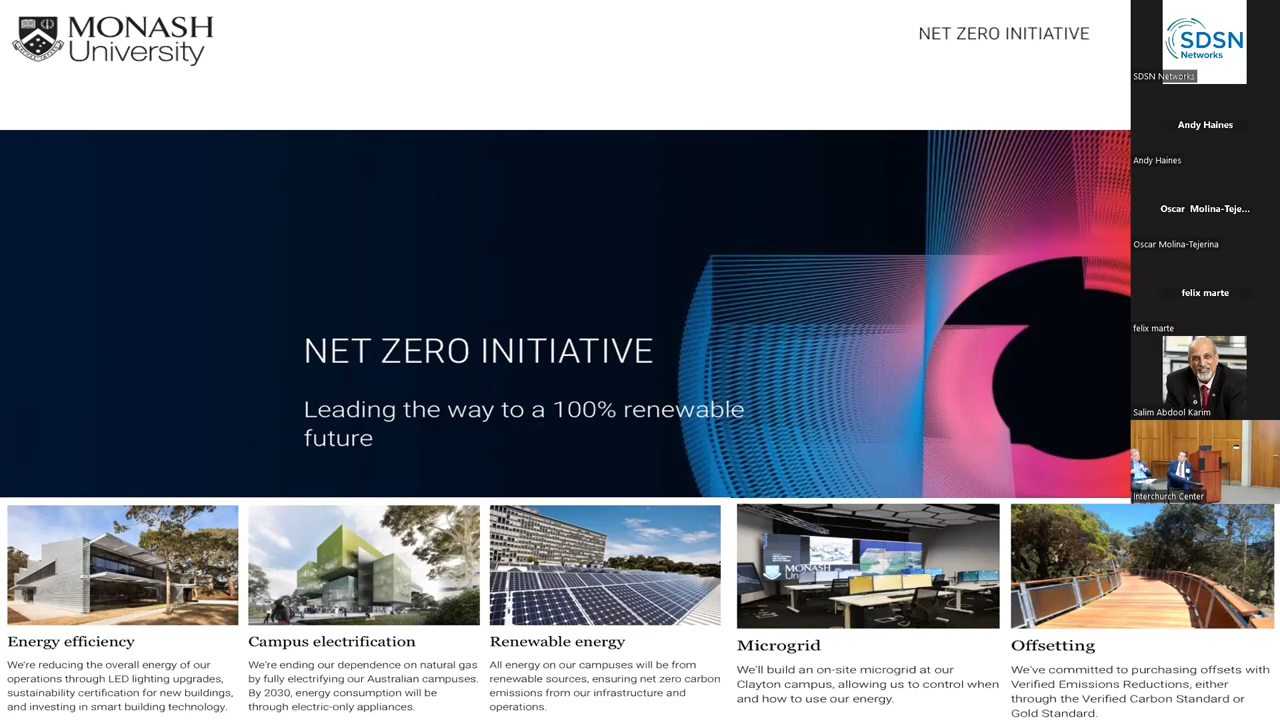 MONASH
University
NET ZERO INITIATIVE
SDSN
Networks
SDSN Networks
Andy Haines
Andy Haines
Oscar Molina-Teje...
Oscar Molina-Tejerina
felix marte
felix marte
Salim Abdool Karim
Interchurch Center
NET ZERO INITIATIVE
Leading the way to a 100% renewable
future
MONASH
Energy efficiency
We're reducing the overall energy of our
operations through LED lighting upgrades,
sustainability certification for new buildings,
and investing in smart building technology.
Campus electrification
We're ending our dependence on natural gas
by fully electrifying our Australian campuses.
By 2030, energy consumption will be
through electric-only appliances.
Renewable energy
All energy on our campuses will be from
renewable sources, ensuring net zero carbon
emissions from our infrastructure and
operations.
Microgrid
We'll build an on-site microgrid at our
Clayton campus, allowing us to control when
and how to use our energy.
Offsetting
We've committed to purchasing offsets with
Verified Emissions Reductions, either
through the Verified Carbon Standard or
Gold Standard.